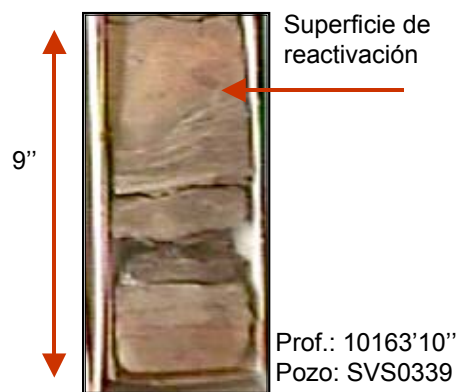 Superficie de
reactivación
9’’
Prof.: 10163’10’’
Pozo: SVS0339